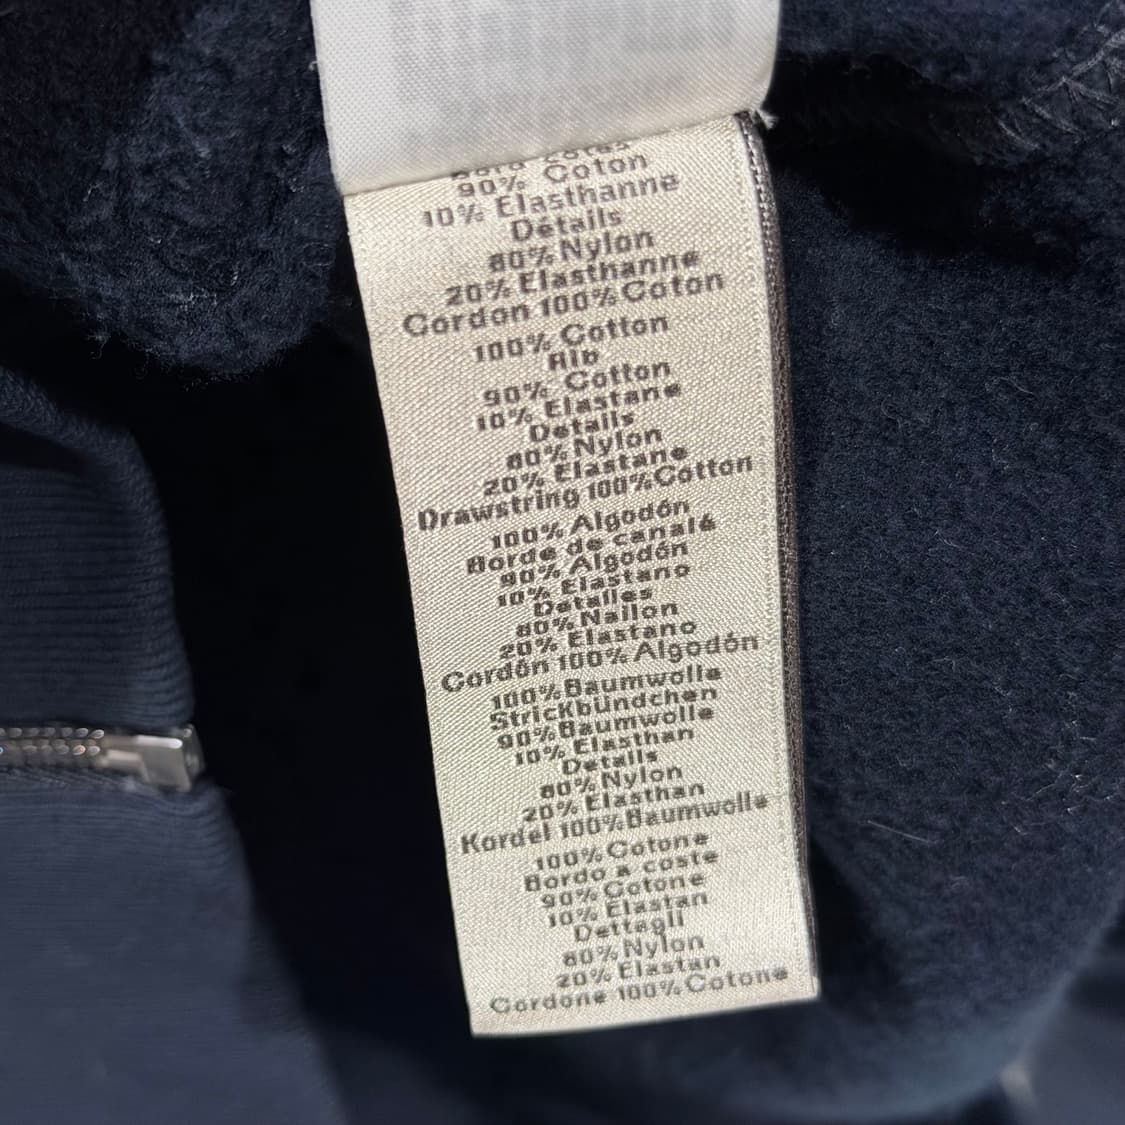 90% Coton
10% Elasthanne
Détails
80% Nylon
20% Elasthanne
Cordon 100% Coton
100% Cotton
Rib
90% Cotton
10% Elastane
Details
80% Nylon
20% Elastane
Drawstring 100% Cotton
100% Algodón
Borde de canalé
90% Algodón
10% Elastano
Detalles
80% Nailon
20% Elastano
Cordón 100% Algodón
100% Baumwolle
Strickbündchen
90% Baumwolle
10% Elasthan
Details
80% Nylon
20% Elasthan
Kordel 100% Baumwolle
100% Cotone
Bordo a coste
90% Cotone
10% Elastan
Dettagli
80% Nylon
20% Elastan
Cordone 100% Cotone